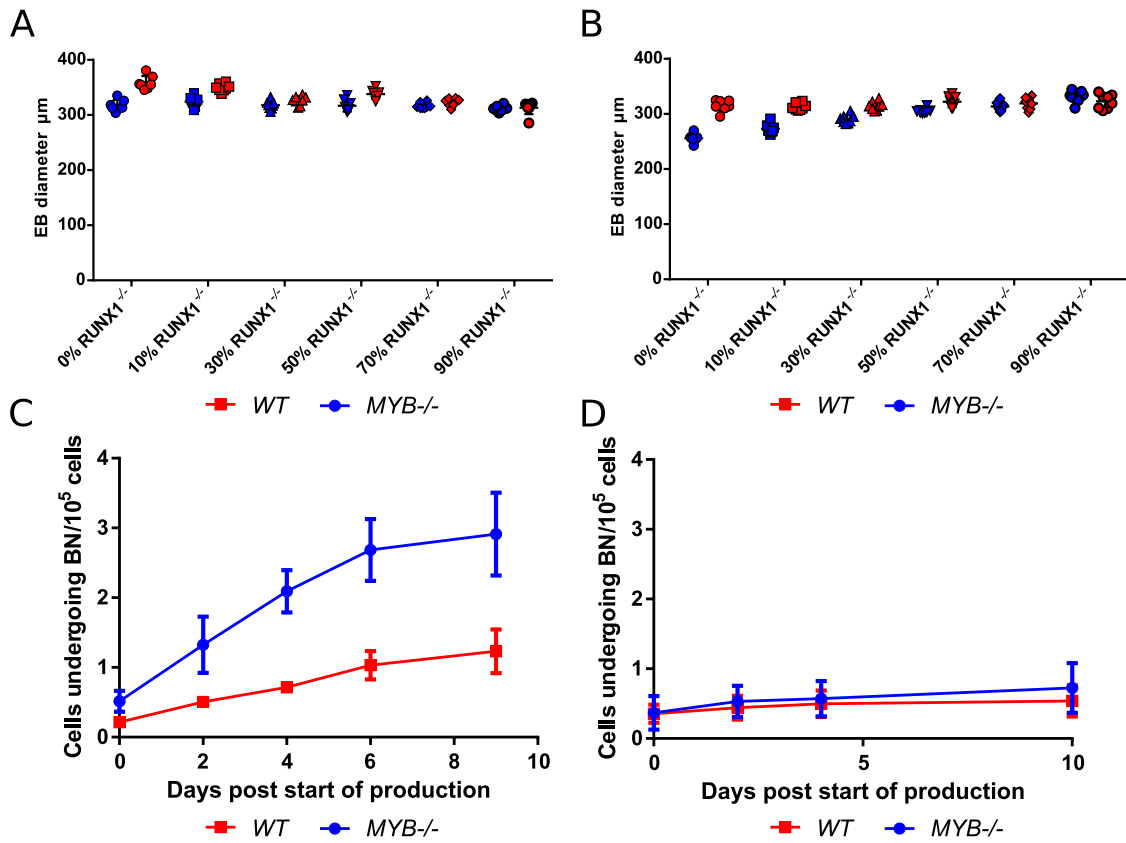 A
EB diameter µm
400
300
200
100
0
0% RUNX1-/-
10% RUNX1-/-
30% RUNX1-/-
50% RUNX1-/-
70% RUNX1-/-
90% RUNX1-/-
WT
MYB-/-
B
EB diameter µm
400
300
200
100
0
0% RUNX1-/-
10% RUNX1-/-
30% RUNX1-/-
50% RUNX1-/-
70% RUNX1-/-
90% RUNX1-/-
WT
MYB-/-
C
Cells undergoing BN/10⁵ cells
4
3
2
1
0
0 2 4 6 8 10
Days post start of production
WT
MYB-/-
D
Cells undergoing BN/10⁵ cells
4
3
2
1
0
0 5 10
Days post start of production
WT
MYB-/-